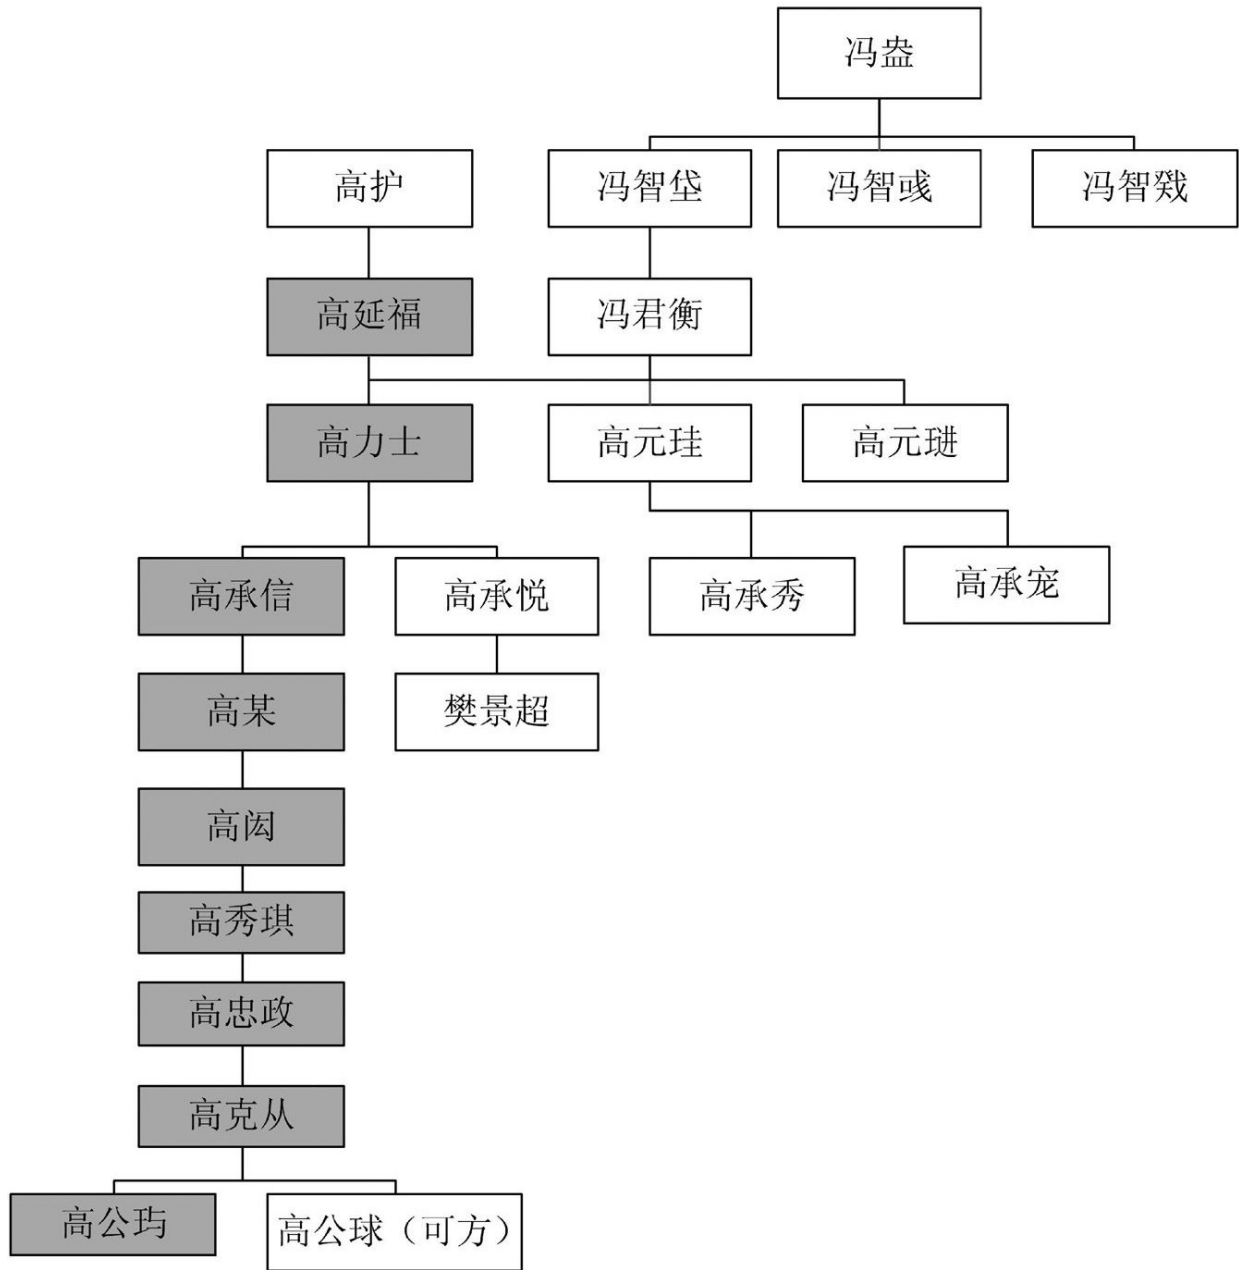 冯盎
高护
冯智垈
冯智彧
冯智戣
高延福
冯君衡
高力士
高元珪
高元琎
高承信
高承悦
高承秀
高承宠
高某
樊景超
高闳
高秀琪
高忠政
高克从
高公玙
高公球（可方）